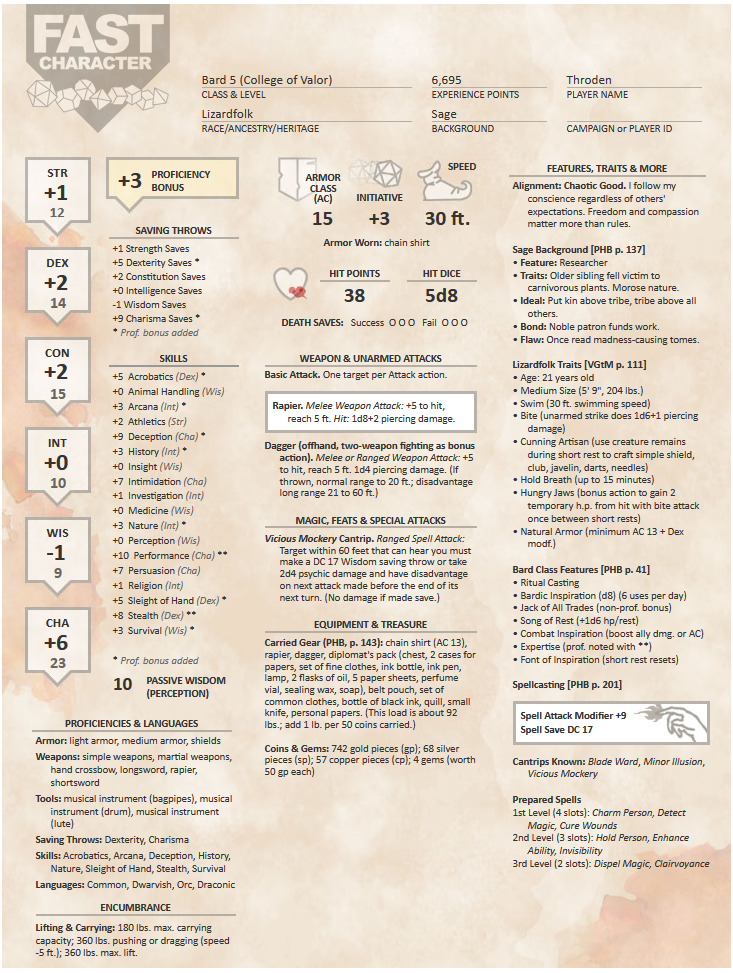 FAST
CHARACTER
Bard 5 (College of Valor)
CLASS & LEVEL
6,695
EXPERIENCE POINTS
Throden
PLAYER NAME
Lizardfolk
RACE/ANCESTRY/HERITAGE
Sage
BACKGROUND
CAMPAIGN or PLAYER ID
STR
+1
12
DEX
+2
14
CON
+2
15
INT
+0
10
WIS
-1
9
CHA
+6
23
+3 PROFICIENCY
BONUS
SAVING THROWS
+1 Strength Saves
+5 Dexterity Saves *
+2 Constitution Saves
+0 Intelligence Saves
-1 Wisdom Saves
+9 Charisma Saves *
* Prof. bonus added
SKILLS
+5 Acrobatics (Dex) *
+0 Animal Handling (Wis)
+3 Arcana (Int) *
+2 Athletics (Str)
+9 Deception (Cha) *
+3 History (Int) *
+0 Insight (Wis)
+7 Intimidation (Cha)
+1 Investigation (Int)
+0 Medicine (Wis)
+3 Nature (Int) *
+0 Perception (Wis)
+10 Performance (Cha) **
+7 Persuasion (Cha)
+1 Religion (Int)
+5 Sleight of Hand (Dex) *
+8 Stealth (Dex) **
+3 Survival (Wis) *
* Prof. bonus added
10 PASSIVE WISDOM
(PERCEPTION)
PROFICIENCIES & LANGUAGES
Armor: light armor, medium armor, shields
Weapons: simple weapons, martial weapons,
hand crossbow, longsword, rapier,
shortsword
Tools: musical instrument (bagpipes), musical
instrument (drum), musical instrument
(lute)
Saving Throws: Dexterity, Charisma
Skills: Acrobatics, Arcana, Deception, History,
Nature, Sleight of Hand, Stealth, Survival
Languages: Common, Dwarvish, Orc, Draconic
ENCUMBRANCE
Lifting & Carrying: 180 lbs. max. carrying
capacity; 360 lbs. pushing or dragging (speed
-5 ft.); 360 lbs. max. lift.
ARMOR
CLASS
(AC)
15
INITIATIVE
+3
SPEED
30 ft.
Armor Worn: chain shirt
HIT POINTS
38
HIT DICE
5d8
DEATH SAVES: Success O O O Fail O O O
WEAPON & UNARMED ATTACKS
Basic Attack. One target per Attack action.
Rapier. Melee Weapon Attack: +5 to hit,
reach 5 ft. Hit: 1d8+2 piercing damage.
Dagger (offhand, two-weapon fighting as bonus
action). Melee or Ranged Weapon Attack: +5
to hit, reach 5 ft. 1d4 piercing damage. (If
thrown, normal range to 20 ft.; disadvantage
long range 21 to 60 ft.)
MAGIC, FEATS & SPECIAL ATTACKS
Vicious Mockery Cantrip. Ranged Spell Attack:
Target within 60 feet that can hear you must
make a DC 17 Wisdom saving throw or take
2d4 psychic damage and have disadvantage
on next attack made before the end of its
next turn. (No damage if made save.)
EQUIPMENT & TREASURE
Carried Gear (PHB, p. 143): chain shirt (AC 13),
rapier, dagger, diplomat's pack (chest, 2 cases for
papers, set of fine clothes, ink bottle, ink pen,
lamp, 2 flasks of oil, 5 paper sheets, perfume
vial, sealing wax, soap), belt pouch, set of
common clothes, bottle of black ink, quill, small
knife, personal papers. (This load is about 92
lbs.; add 1 lb. per 50 coins carried.)
Coins & Gems: 742 gold pieces (gp); 68 silver
pieces (sp); 57 copper pieces (cp); 4 gems (worth
50 gp each)
FEATURES, TRAITS & MORE
Alignment: Chaotic Good. I follow my
conscience regardless of others'
expectations. Freedom and compassion
matter more than rules.
Sage Background [PHB p. 137]
• Feature: Researcher
• Traits: Older sibling fell victim to
carnivorous plants. Morose nature.
• Ideal: Put kin above tribe, tribe above all
others.
• Bond: Noble patron funds work.
• Flaw: Once read madness-causing tomes.
Lizardfolk Traits [VGtM p. 111]
• Age: 21 years old
• Medium Size (5' 9", 204 lbs.)
• Swim (30 ft. swimming speed)
• Bite (unarmed strike does 1d6+1 piercing
damage)
• Cunning Artisan (use creature remains
during short rest to craft simple shield,
club, javelin, darts, needles)
• Hold Breath (up to 15 minutes)
• Hungry Jaws (bonus action to gain 2
temporary h.p. from hit with bite attack
once between short rests)
• Natural Armor (minimum AC 13 + Dex
modf.)
Bard Class Features [PHB p. 41]
• Ritual Casting
• Bardic Inspiration (d8) (6 uses per day)
• Jack of All Trades (non-prof. bonus)
• Song of Rest (+1d6 hp/rest)
• Combat Inspiration (boost ally dmg. or AC)
• Expertise (prof. noted with **)
• Font of Inspiration (short rest resets)
Spellcasting [PHB p. 201]
Spell Attack Modifier +9
Spell Save DC 17
Cantrips Known: Blade Ward, Minor Illusion,
Vicious Mockery
Prepared Spells
1st Level (4 slots): Charm Person, Detect
Magic, Cure Wounds
2nd Level (3 slots): Hold Person, Enhance
Ability, Invisibility
3rd Level (2 slots): Dispel Magic, Clairvoyance